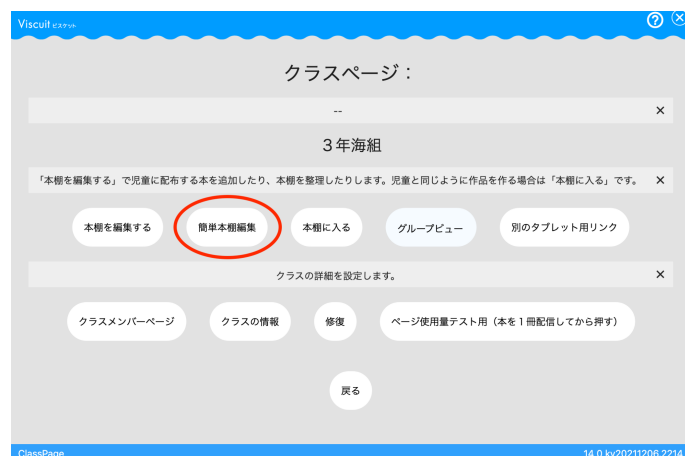 Viscuit ビスケット
?
クラスページ：
--
３年海組
「本棚を編集する」で児童に配布する本を追加したり、本棚を整理したりします。児童と同じように作品を作る場合は「本棚に入る」です。
本棚を編集する 簡単本棚編集 本棚に入る グループビュー 別のタブレット用リンク
クラスの詳細を設定します。
クラスメンバーページ クラスの情報 修復 ページ使用量テスト用（本を１冊配信してから押す）
戻る
ClassPage 14.0 kv20211206.2214